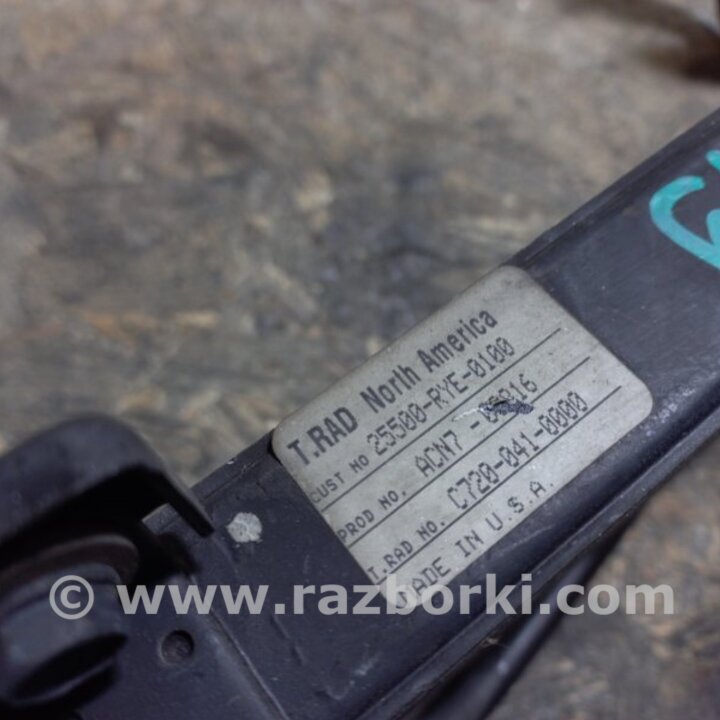 T.RAD North America
CUST NO 25500-RYE-0100
PROD NO. ACN7
T.RAD NO. C720-041-0000
MADE IN U.S.A.
© www.razborki.com